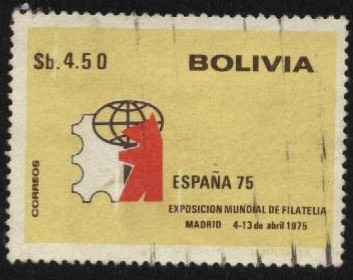 Sb.4.50
BOLIVIA
CORREOS
ESPAÑA 75
EXPOSICION MUNDIAL DE FILATELIA
MADRID 4-13 de abril 1975